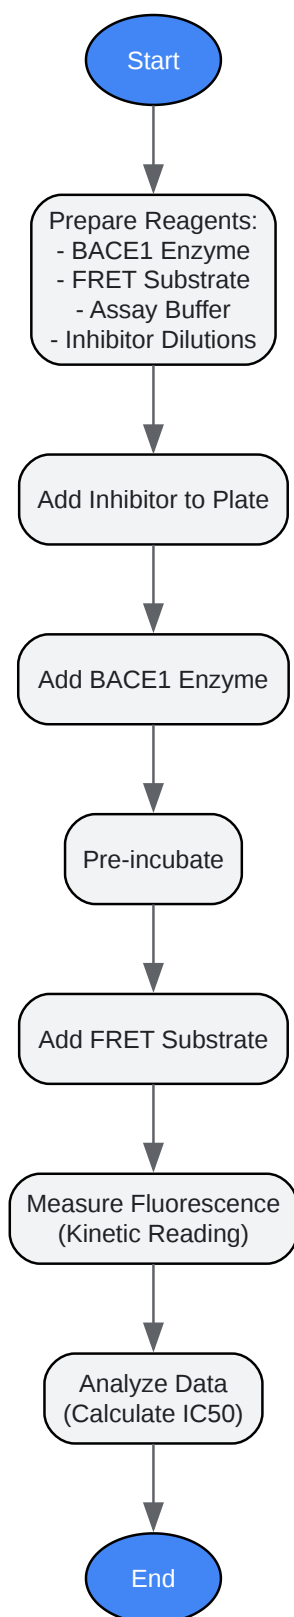 Start
Prepare Reagents:
- BACE1 Enzyme
- FRET Substrate
- Assay Buffer
- Inhibitor Dilutions
Add Inhibitor to Plate
Add BACE1 Enzyme
Pre-incubate
Add FRET Substrate
Measure Fluorescence
(Kinetic Reading)
Analyze Data
(Calculate IC50)
End